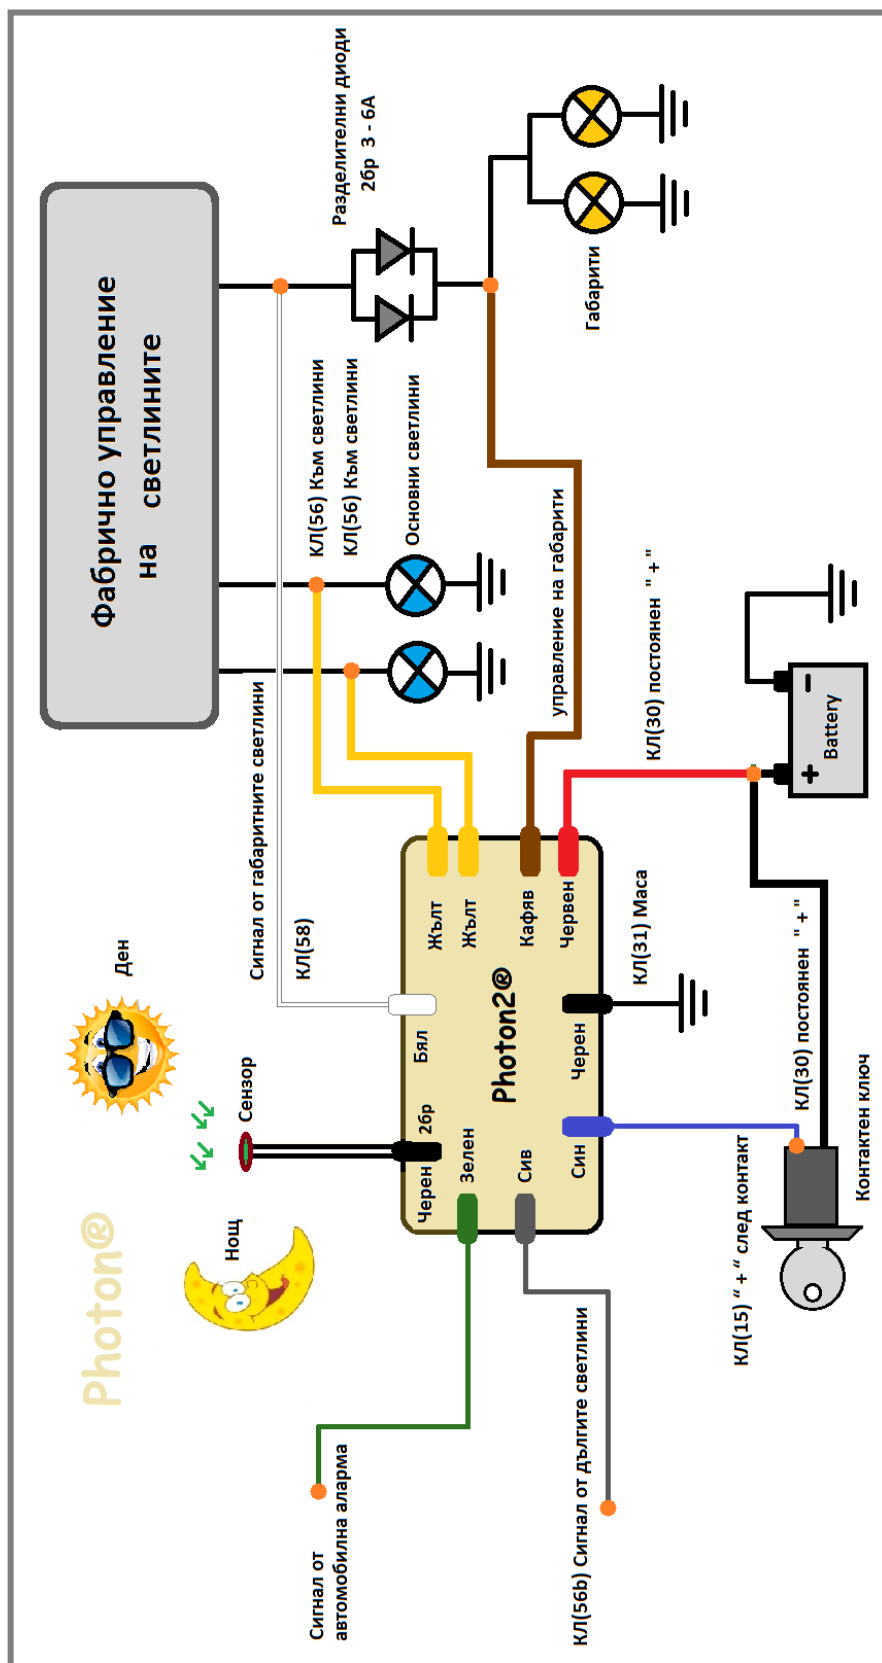 Photon®
Нощ
Ден
Сензор
Фабрично управление
на светлините
Сигнал от
автомобилна аларма
КЛ(56b) Сигнал от дългите светлини
Сигнал от габаритните светлини
КЛ(58)
КЛ(56) Към светлини
КЛ(56) Към светлини
Основни светлини
Разделителни диоди
2бр 3 - 6А
Габарити
управление на габарити
КЛ(30) постоянен " + "
Черен 2бр
Зелен
Сив
Син
Бял
Черен
Photon2®
Жълт
Жълт
Кафяв
Червен
КЛ(31) Маса
КЛ(15) “ + “ след контакт
КЛ(30) постоянен " + "
Контактен ключ
+
-
Battery